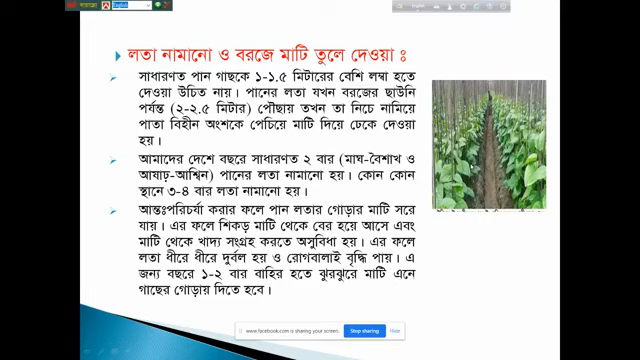 লতা নামানো ও বরজে মাটি তুলে দেওয়া ঃ
সাধারণত পান গাছকে ১-১.৫ মিটারের বেশি লম্বা হতে
দেওয়া উচিত নায়। পানের লতা যখন বরজের ছাউনি
পর্যন্ত (২-২.৫ মিটার) পৌছায় তখন তা নিচে নামিয়ে
পাতা বিহীন অংশকে পেচিয়ে মাটি দিয়ে ঢেকে দেওয়া
হয়।
আমাদের দেশে বছরে সাধারণত ২ বার (মাঘ-বৈশাখ ও
আষাঢ়-আশ্বিন) পানের লতা নামানো হয়। কোন কোন
স্থানে ৩-৪ বার লতা নামানো হয়।
আন্তঃপরিচর্যা করার ফলে পান লতার গোড়ার মাটি সরে
যায়। এর ফলে শিকড় মাটি থেকে বের হয়ে আসে এবং
মাটি থেকে খাদ্য সংগ্রহ করতে অসুবিধা হয়। এর ফলে
লতা ধীরে ধীরে দুর্বল হয় ও রোগবালাই বৃদ্ধি পায়। এ
জন্য বছরে ১-২ বার বাহির হতে ঝুরঝুরে মাটি এনে
গাছের গোড়ায় দিতে হবে।
www.facebook.com is sharing your screen. Stop sharing Hide